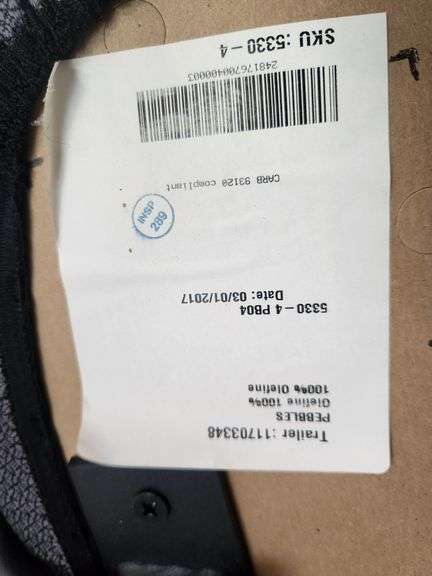 Trailer :11703348
PEBBLES
Olefine 100%
100% Olefine
5330-4 PB04
Date: 03/01/2017
INSP
289
CARB 93120 compliant
2481767000400003
SKU :5330-4